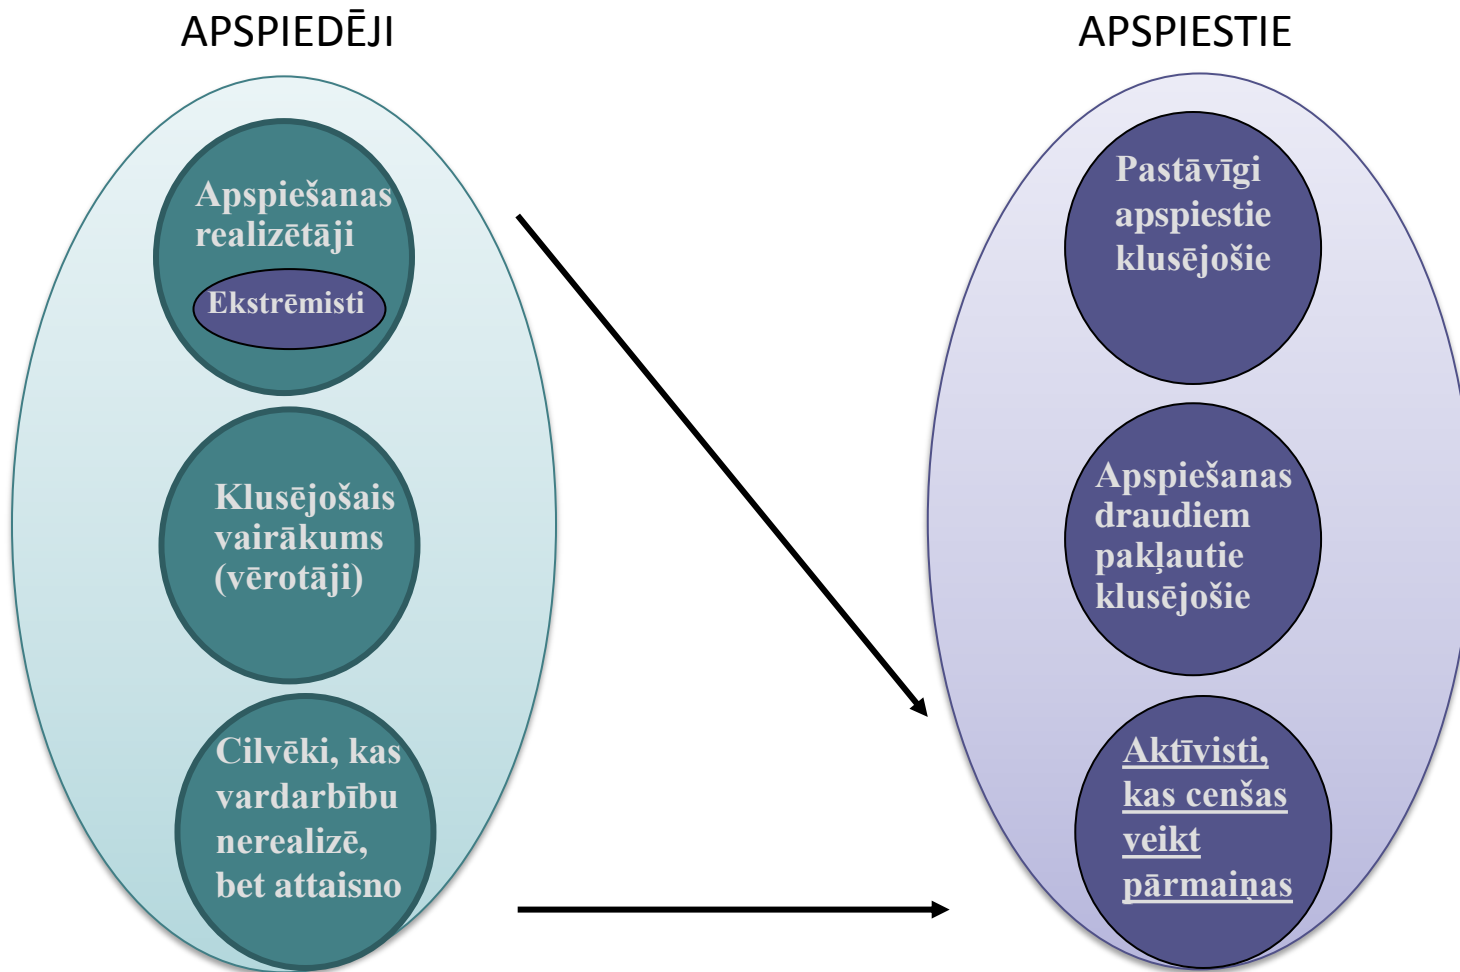 APSPIEDĒJI
Apspiešanas
realizētāji
Ekstrēmisti
Klusējošais
vairākums
(vērotāji)
Cilvēki, kas
vardarbību
nerealizē,
bet attaisno
APSPIESTIE
Pastāvīgi
apspiestie
klusējošie
Apspiešanas
draudiem
pakļautie
klusējošie
Aktīvisti,
kas cenšas
veikt
pārmaiņas